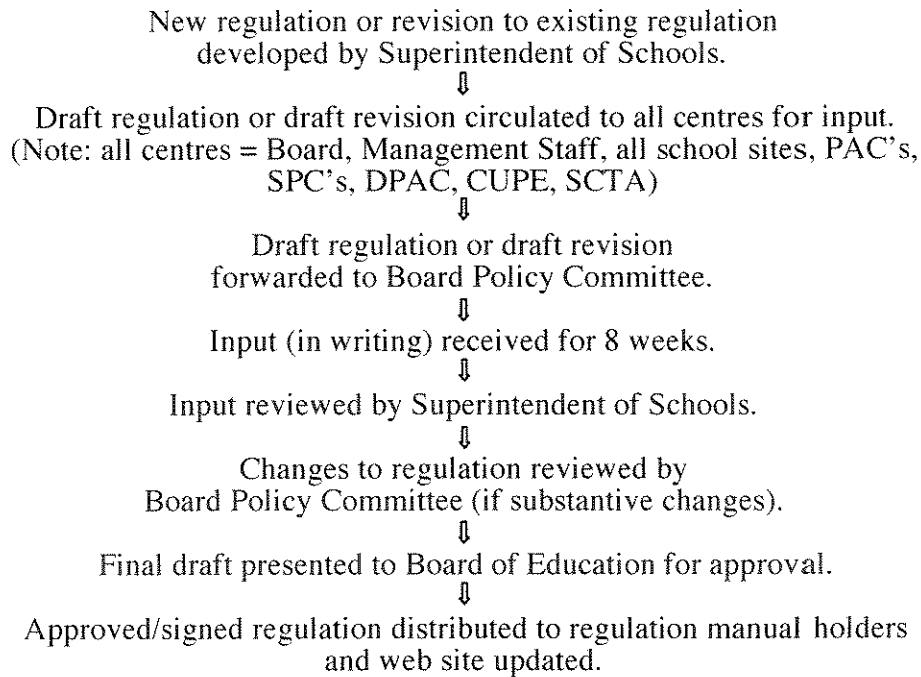 New regulation or revision to existing regulation
developed by Superintendent of Schools.
⇩
Draft regulation or draft revision circulated to all centres for input.
(Note: all centres = Board, Management Staff, all school sites, PAC's,
SPC's, DPAC, CUPE, SCTA)
⇩
Draft regulation or draft revision
forwarded to Board Policy Committee.
⇩
Input (in writing) received for 8 weeks.
⇩
Input reviewed by Superintendent of Schools.
⇩
Changes to regulation reviewed by
Board Policy Committee (if substantive changes).
⇩
Final draft presented to Board of Education for approval.
⇩
Approved/signed regulation distributed to regulation manual holders
and web site updated.